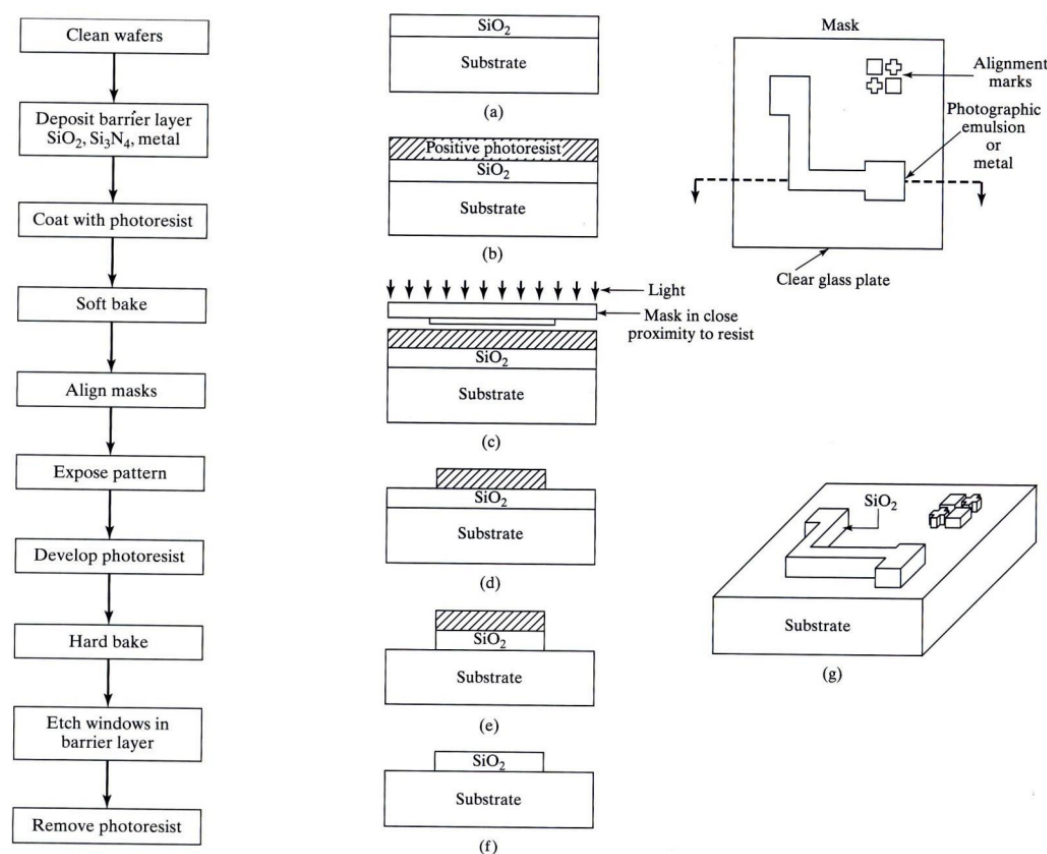 Clean wafers
Deposit barrier layer
SiO₂, Si₃N₄, metal
Coat with photoresist
Soft bake
Align masks
Expose pattern
Develop photoresist
Hard bake
Etch windows in
barrier layer
Remove photoresist
SiO₂
Substrate
(a)
Positive photoresist
SiO₂
Substrate
(b)
Light
Mask in close
proximity to resist
SiO₂
Substrate
(c)
SiO₂
Substrate
(d)
SiO₂
Substrate
(e)
SiO₂
Substrate
(f)
Mask
Alignment
marks
Photographic
emulsion
or
metal
Clear glass plate
SiO₂
Substrate
(g)